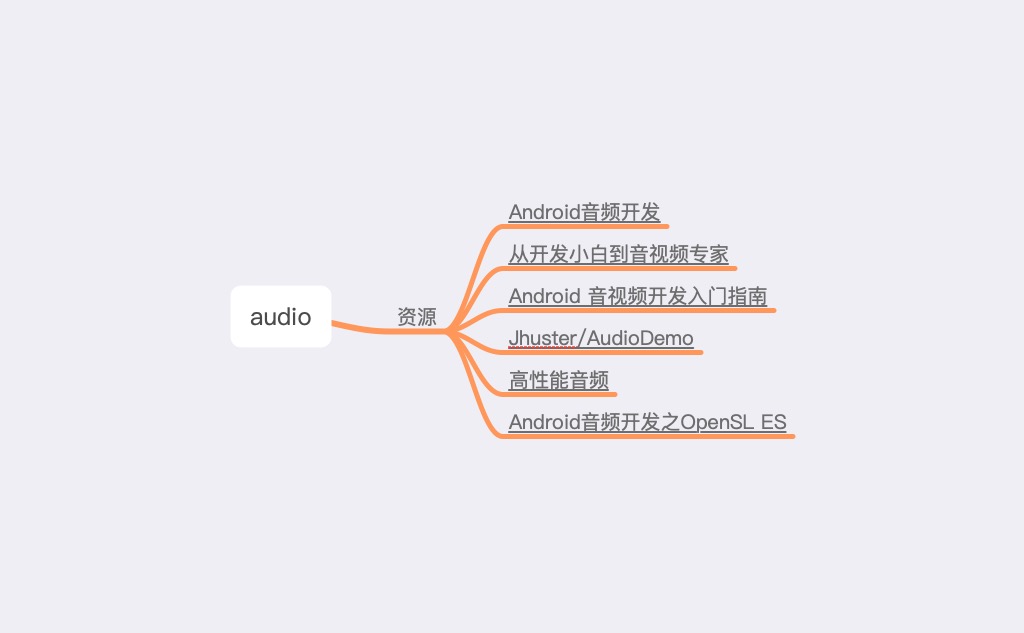 audio
资源
Android音频开发
从开发小白到音视频专家
Android 音视频开发入门指南
Jhuster/AudioDemo
高性能音频
Android音频开发之OpenSL ES